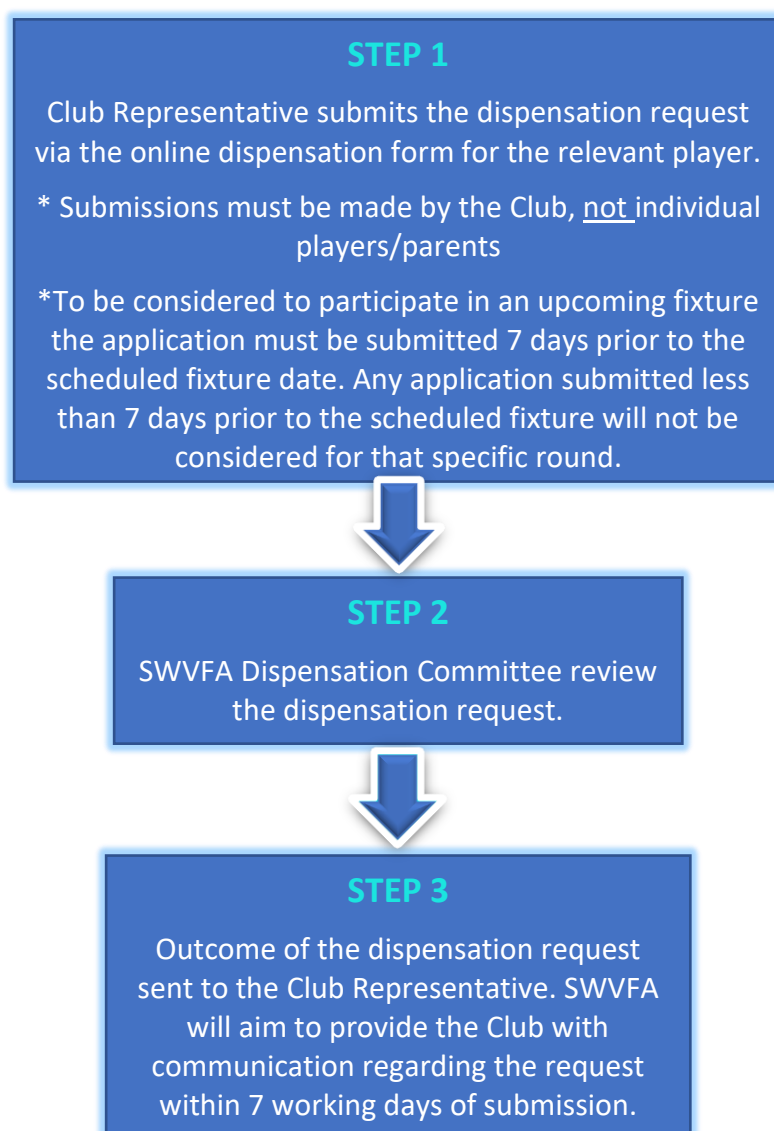 STEP 1
Club Representative submits the dispensation request
via the online dispensation form for the relevant player.
* Submissions must be made by the Club, not individual
players/parents
*To be considered to participate in an upcoming fixture
the application must be submitted 7 days prior to the
scheduled fixture date. Any application submitted less
than 7 days prior to the scheduled fixture will not be
considered for that specific round.
STEP 2
SWVFA Dispensation Committee review
the dispensation request.
STEP 3
Outcome of the dispensation request
sent to the Club Representative. SWVFA
will aim to provide the Club with
communication regarding the request
within 7 working days of submission.